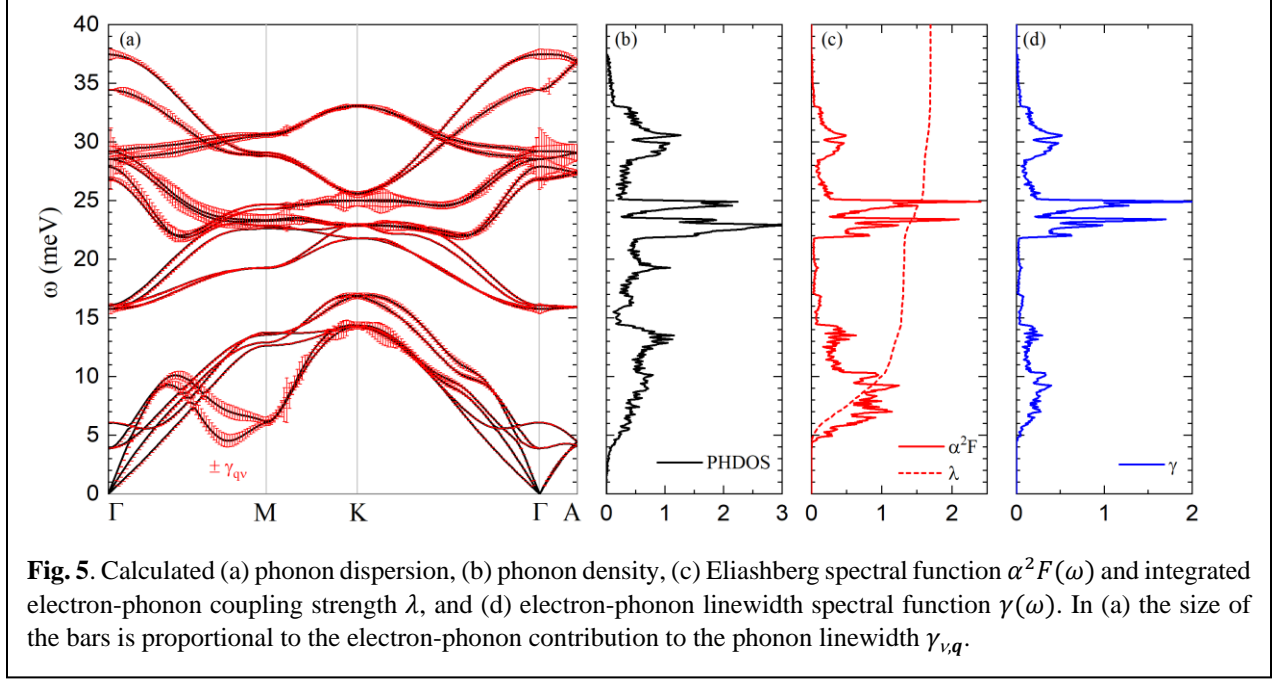 (a) (b) (c) (d)
40
35
30
25
20
15
10
5
0
ω (meV)
± γqν
Γ M K Γ A
PHDOS
0 1 2 3
α²F
λ
0 1 2
γ
0 1 2
Fig. 5. Calculated (a) phonon dispersion, (b) phonon density, (c) Eliashberg spectral function 𝛼²𝐹(𝜔) and integrated
electron-phonon coupling strength 𝜆, and (d) electron-phonon linewidth spectral function 𝛾(𝜔). In (a) the size of
the bars is proportional to the electron-phonon contribution to the phonon linewidth 𝛾𝜈,𝒒.